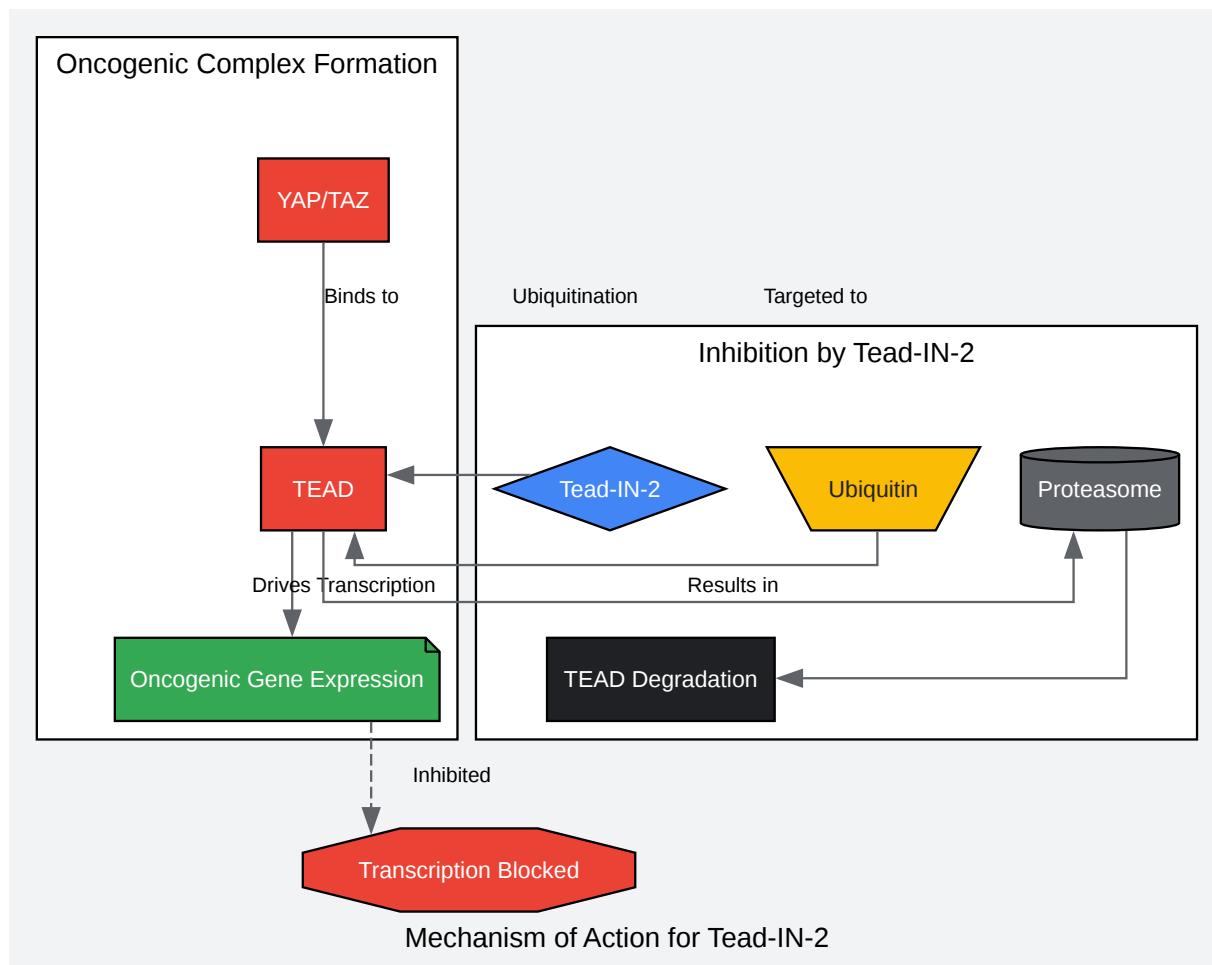 Oncogenic Complex Formation
YAP/TAZ
Binds to
Ubiquitination
Targeted to
Inhibition by Tead-IN-2
TEAD
Tead-IN-2
Ubiquitin
Proteasome
Drives Transcription
Results in
Oncogenic Gene Expression
TEAD Degradation
Inhibited
Transcription Blocked
Mechanism of Action for Tead-IN-2